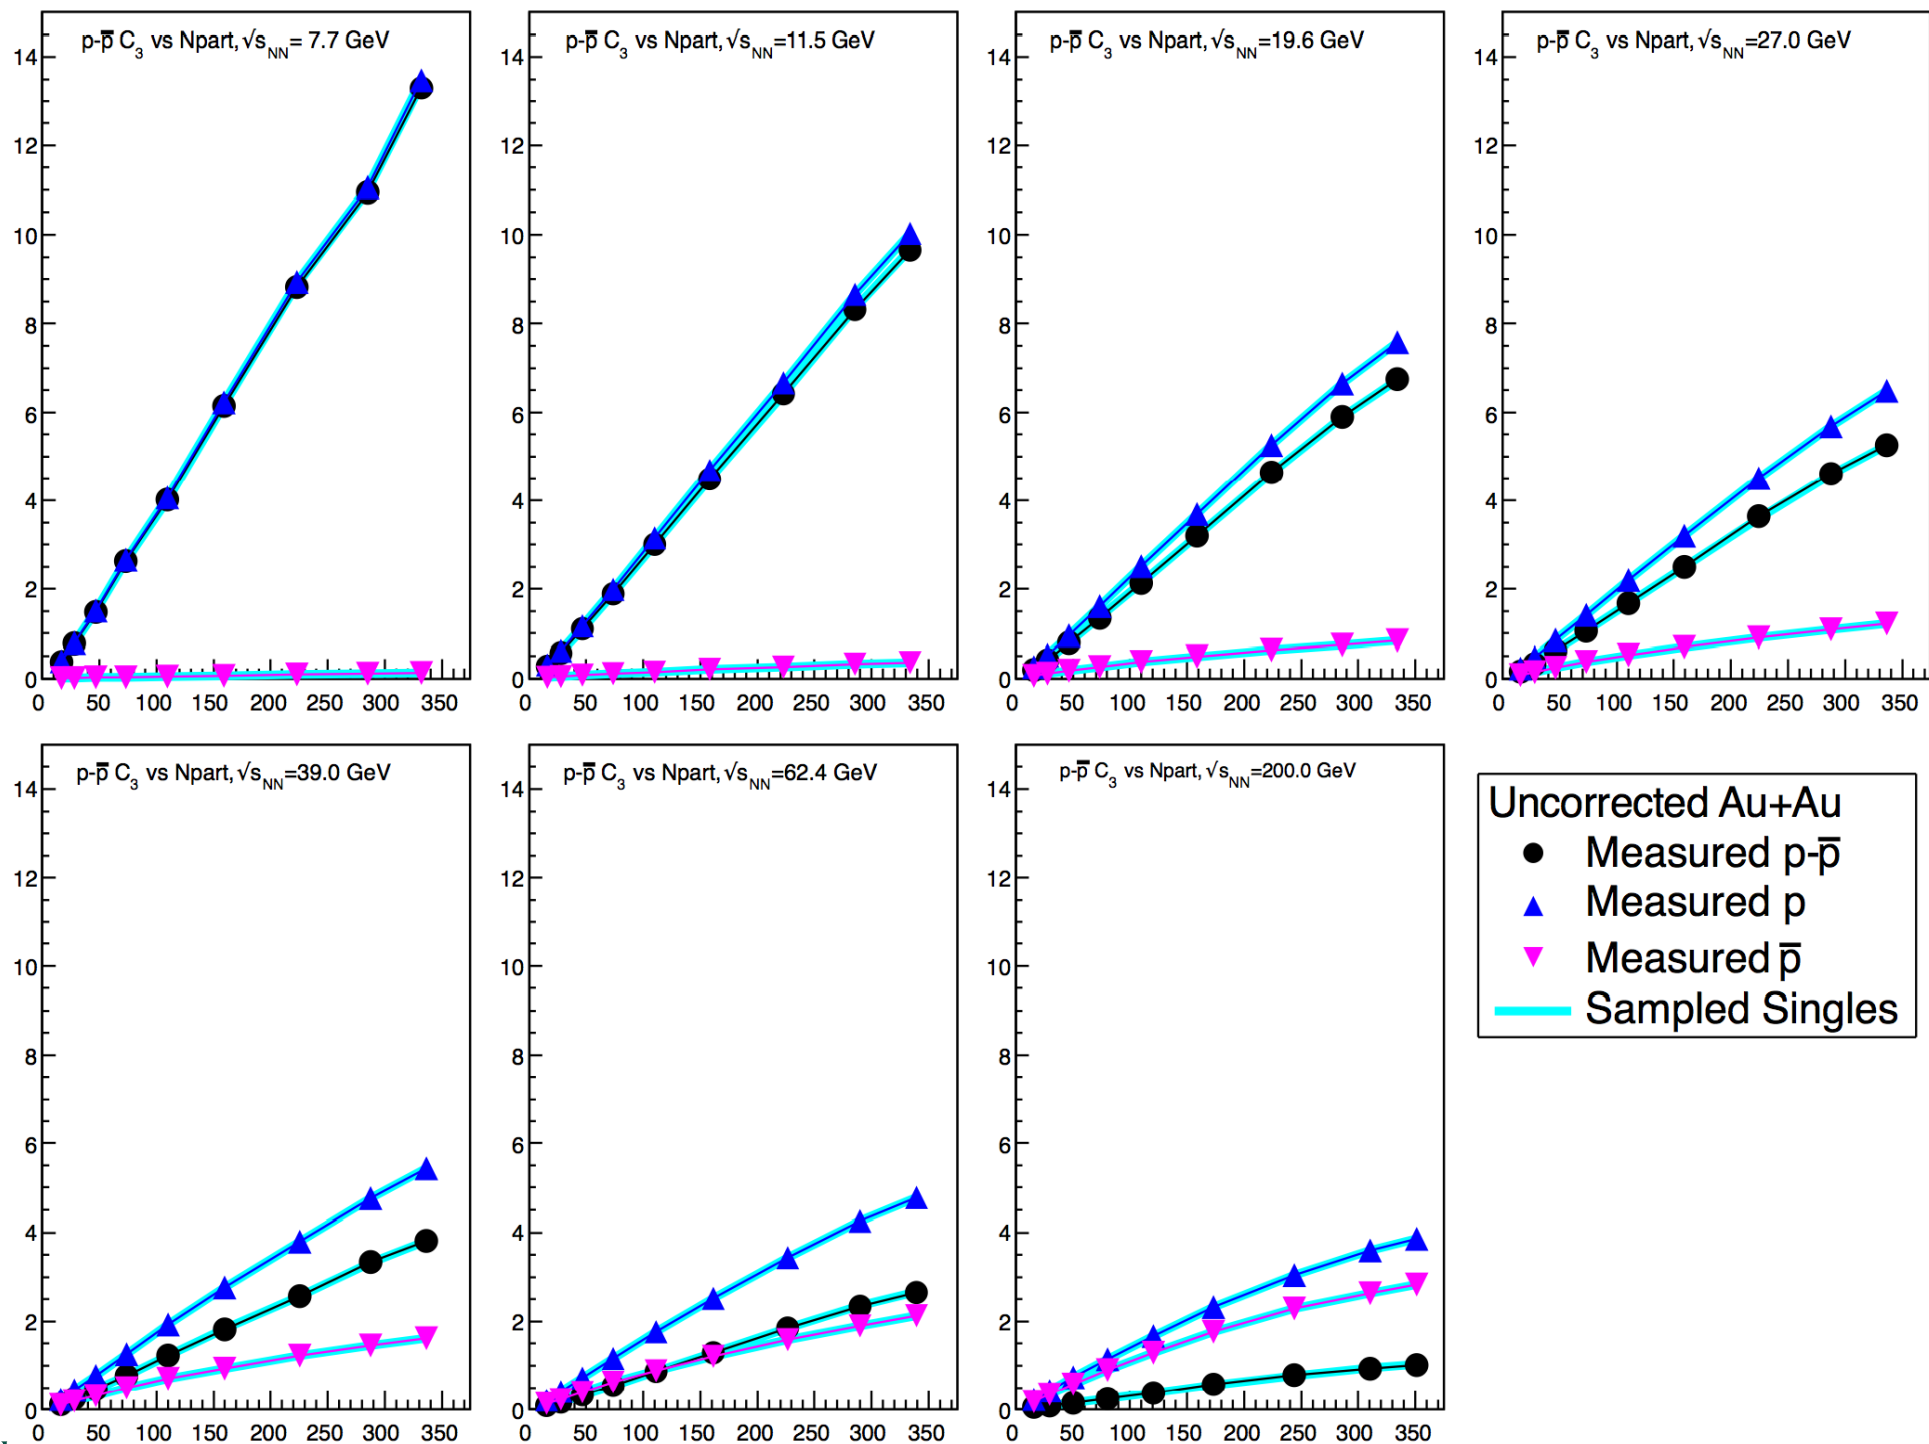 p-p̅ C₃ vs Npart, √s_NN = 7.7 GeV
14
12
10
8
6
4
2
0
0 50 100 150 200 250 300 350
p-p̅ C₃ vs Npart, √s_NN=11.5 GeV
14
12
10
8
6
4
2
0
0 50 100 150 200 250 300 350
p-p̅ C₃ vs Npart, √s_NN=19.6 GeV
14
12
10
8
6
4
2
0
0 50 100 150 200 250 300 350
p-p̅ C₃ vs Npart, √s_NN=27.0 GeV
14
12
10
8
6
4
2
0
0 50 100 150 200 250 300 350
p-p̅ C₃ vs Npart, √s_NN=39.0 GeV
14
12
10
8
6
4
2
0
0 50 100 150 200 250 300 350
p-p̅ C₃ vs Npart, √s_NN=62.4 GeV
14
12
10
8
6
4
2
0
0 50 100 150 200 250 300 350
p-p̅ C₃ vs Npart, √s_NN=200.0 GeV
14
12
10
8
6
4
2
0
0 50 100 150 200 250 300 350
Uncorrected Au+Au
Measured p-p̅
Measured p
Measured p̅
Sampled Singles